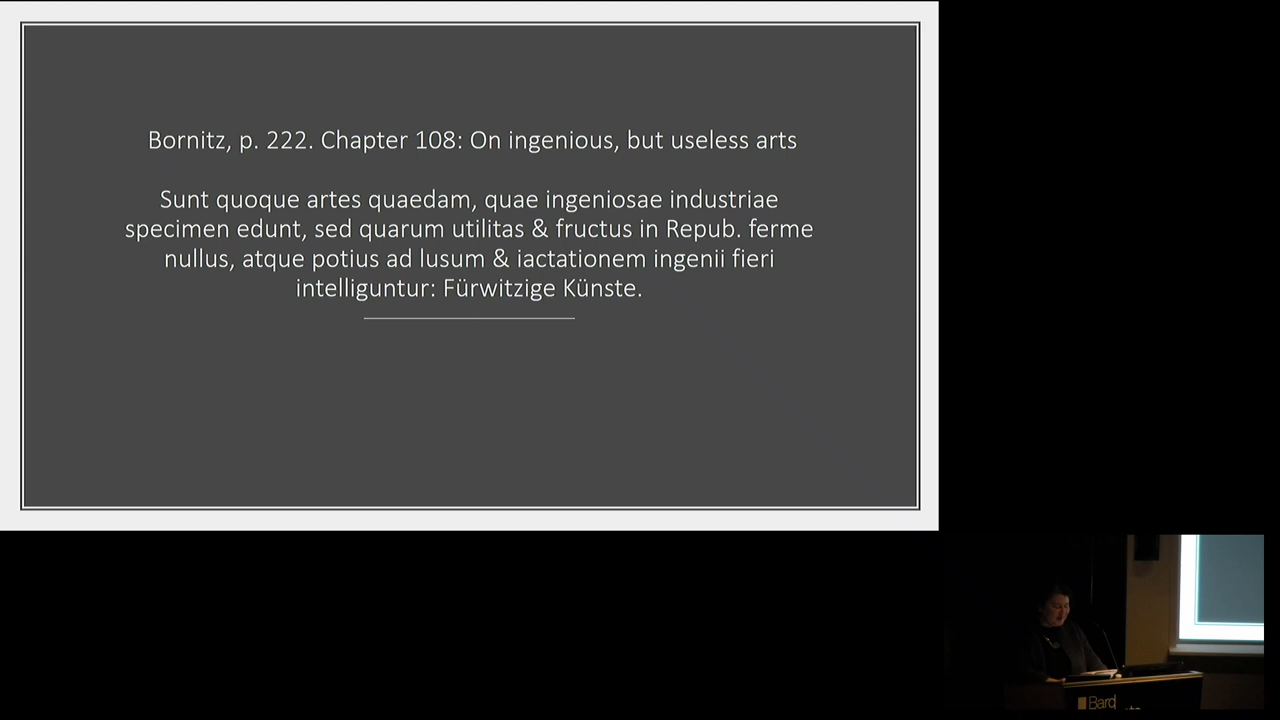 Bornitz, p. 222. Chapter 108: On ingenious, but useless arts
Sunt quoque artes quaedam, quae ingeniosae industriae
specimen edunt, sed quarum utilitas & fructus in Repub. ferme
nullus, atque potius ad lusum & iactationem ingenii fieri
intelliguntur: Fürwitzige Künste.
Bard